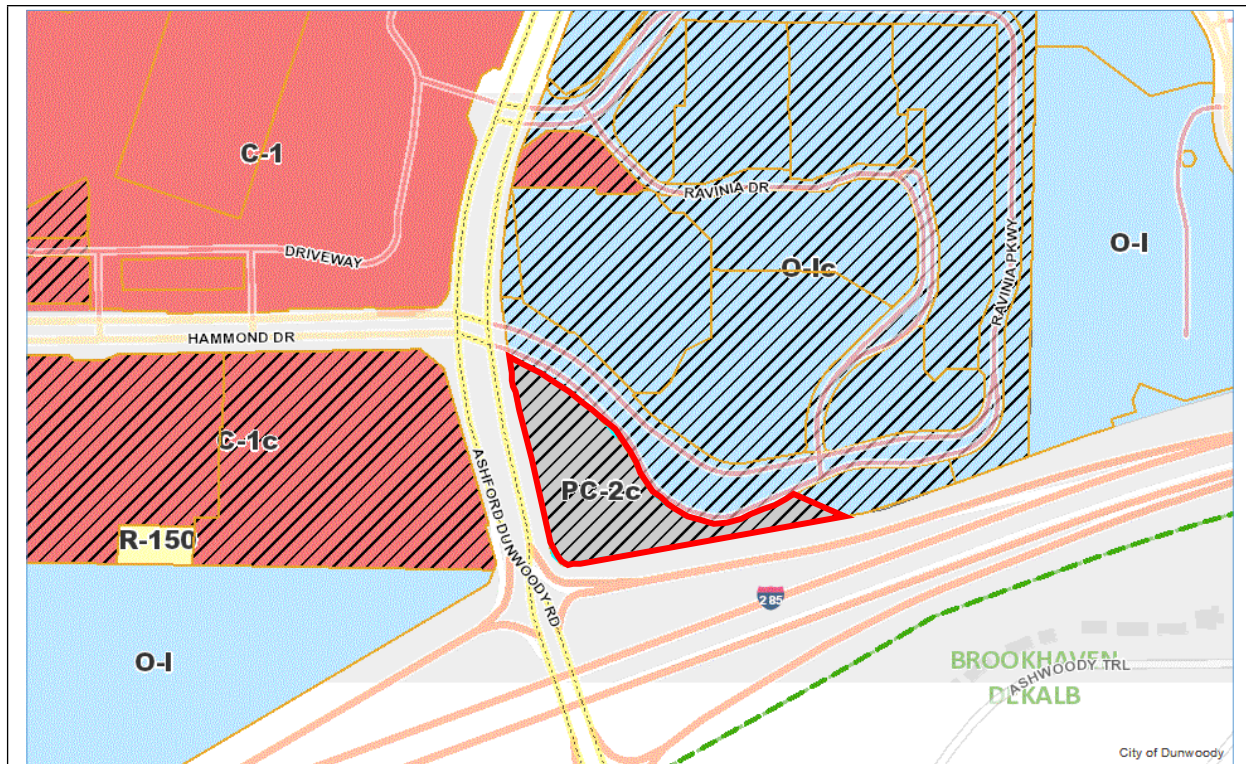 C-1
RAVINIA DR
DRIVEWAY
O-Ic
RAVINIA PKWY
O-I
HAMMOND DR
C-1c
ASHFORD DUNWOODY RD
PC-2c
R-150
285
O-I
BROOKHAVEN
ASHWOODY TRL
DEKALB
City of Dunwoody